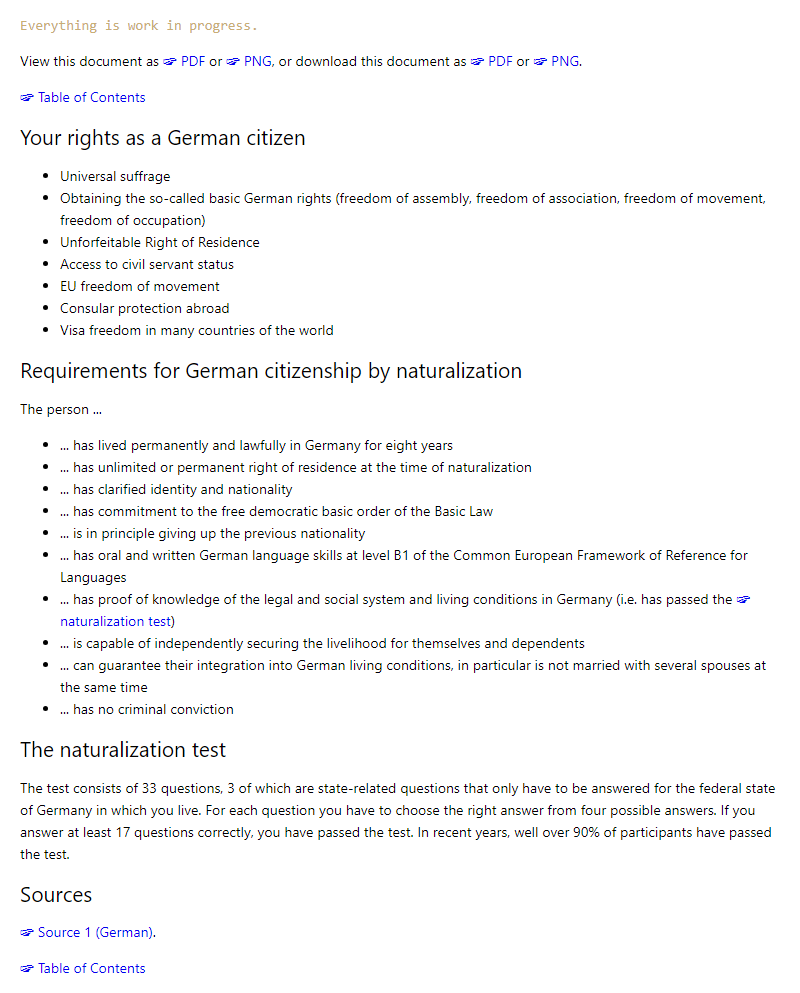 Everything is work in progress.
View this document as ☞ PDF or ☞ PNG, or download this document as ☞ PDF or ☞ PNG.
☞ Table of Contents
Your rights as a German citizen
• Universal suffrage
• Obtaining the so-called basic German rights (freedom of assembly, freedom of association, freedom of movement,
freedom of occupation)
• Unforfeitable Right of Residence
• Access to civil servant status
• EU freedom of movement
• Consular protection abroad
• Visa freedom in many countries of the world
Requirements for German citizenship by naturalization
The person ...
• ... has lived permanently and lawfully in Germany for eight years
• ... has unlimited or permanent right of residence at the time of naturalization
• ... has clarified identity and nationality
• ... has commitment to the free democratic basic order of the Basic Law
• ... is in principle giving up the previous nationality
• ... has oral and written German language skills at level B1 of the Common European Framework of Reference for
Languages
• ... has proof of knowledge of the legal and social system and living conditions in Germany (i.e. has passed the ☞
naturalization test)
• ... is capable of independently securing the livelihood for themselves and dependents
• ... can guarantee their integration into German living conditions, in particular is not married with several spouses at
the same time
• ... has no criminal conviction
The naturalization test
The test consists of 33 questions, 3 of which are state-related questions that only have to be answered for the federal state
of Germany in which you live. For each question you have to choose the right answer from four possible answers. If you
answer at least 17 questions correctly, you have passed the test. In recent years, well over 90% of participants have passed
the test.
Sources
☞ Source 1 (German).
☞ Table of Contents